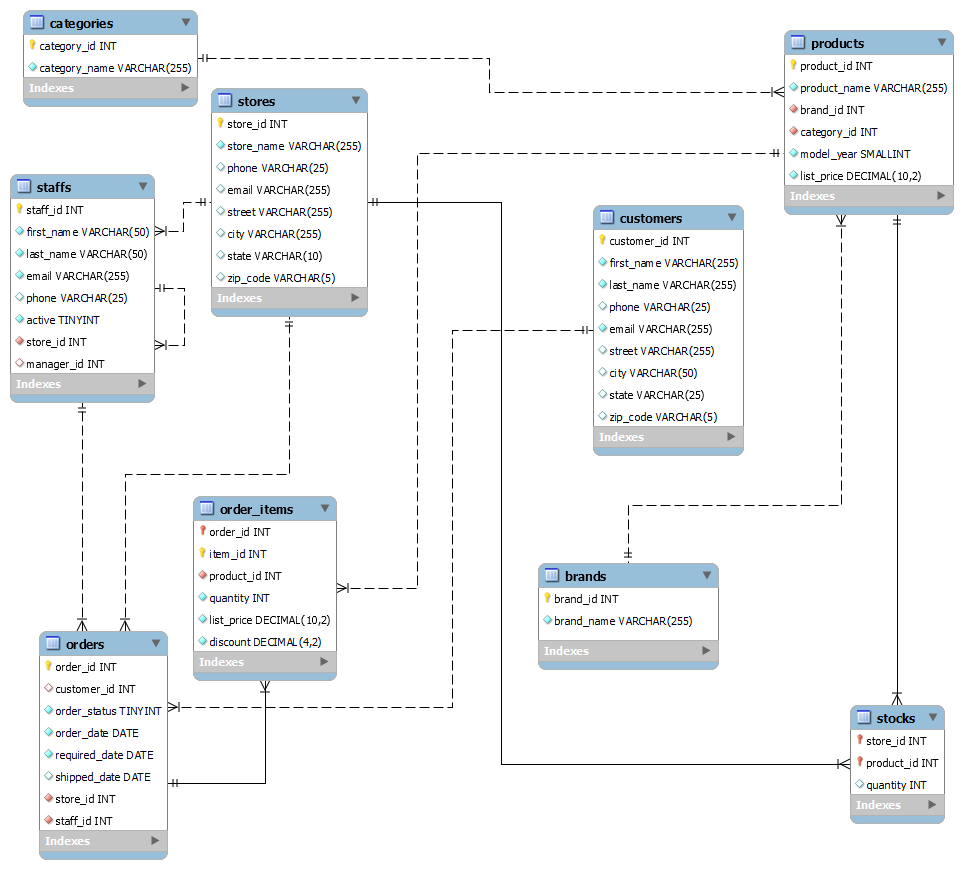 categories
category_id INT
category_name VARCHAR(255)
Indexes
stores
store_id INT
store_name VARCHAR(255)
phone VARCHAR(25)
email VARCHAR(255)
street VARCHAR(255)
city VARCHAR(255)
state VARCHAR(10)
zip_code VARCHAR(5)
Indexes
products
product_id INT
product_name VARCHAR(255)
brand_id INT
category_id INT
model_year SMALLINT
list_price DECIMAL(10,2)
Indexes
staffs
staff_id INT
first_name VARCHAR(50)
last_name VARCHAR(50)
email VARCHAR(255)
phone VARCHAR(25)
active TINYINT
store_id INT
manager_id INT
Indexes
customers
customer_id INT
first_name VARCHAR(255)
last_name VARCHAR(255)
phone VARCHAR(25)
email VARCHAR(255)
street VARCHAR(255)
city VARCHAR(50)
state VARCHAR(25)
zip_code VARCHAR(5)
Indexes
order_items
order_id INT
item_id INT
product_id INT
quantity INT
list_price DECIMAL(10,2)
discount DECIMAL(4,2)
Indexes
brands
brand_id INT
brand_name VARCHAR(255)
Indexes
orders
order_id INT
customer_id INT
order_status TINYINT
order_date DATE
required_date DATE
shipped_date DATE
store_id INT
staff_id INT
Indexes
stocks
store_id INT
product_id INT
quantity INT
Indexes